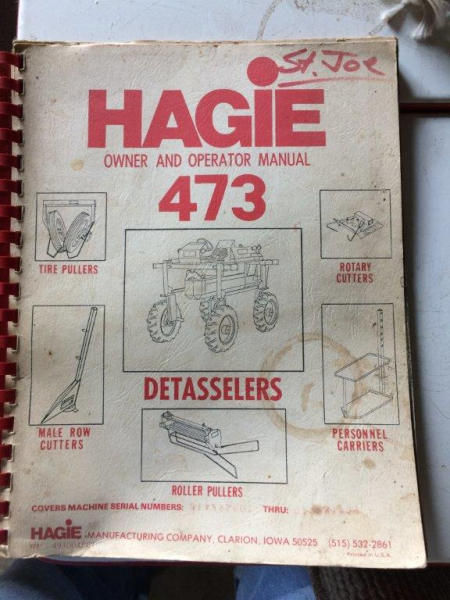 St. Joe
HAGIE
OWNER AND OPERATOR MANUAL
473
TIRE PULLERS
ROTARY
CUTTERS
DETASSELERS
MALE ROW
CUTTERS
PERSONNEL
CARRIERS
ROLLER PULLERS
COVERS MACHINE SERIAL NUMBERS:
THRU:
HAGIE MANUFACTURING COMPANY, CLARION, IOWA 50525 (515) 532-2861
Printed in U.S.A.